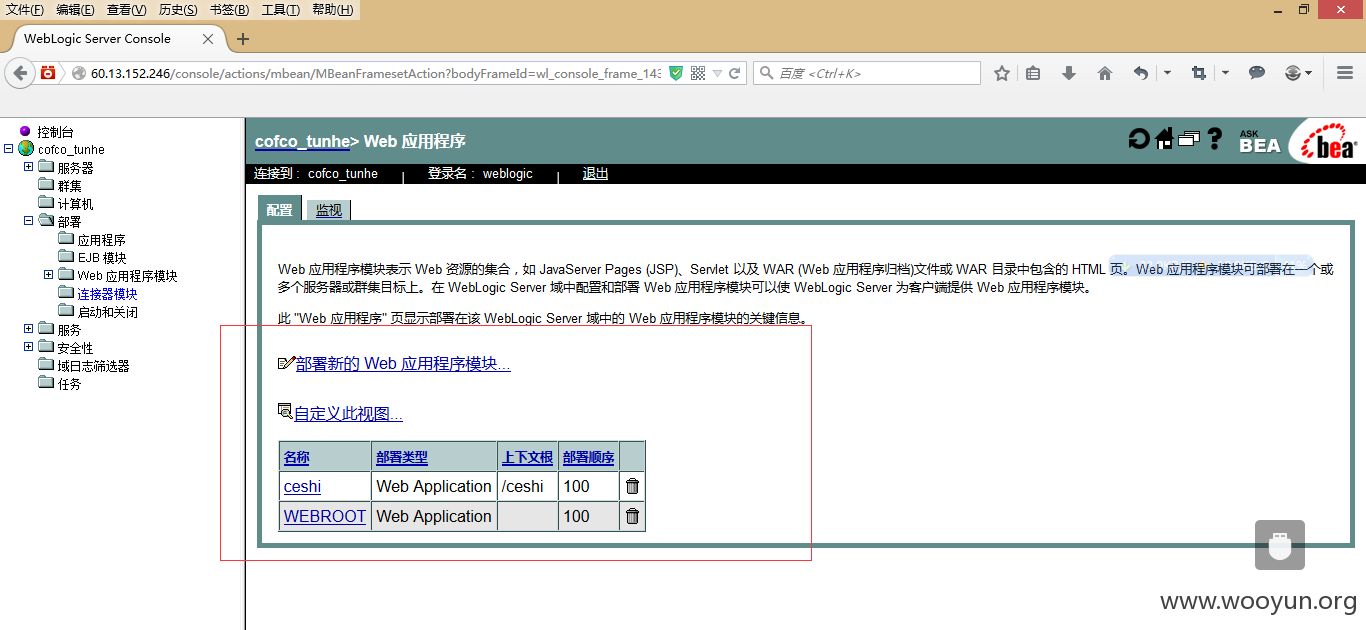 文件(F) 编辑(E) 查看(V) 历史(S) 书签(B) 工具(T) 帮助(H)
WebLogic Server Console
60.13.152.246/console/actions/mbean/MBeanFramesetAction?bodyFrameId=wl_console_frame_143
百度 <Ctrl+K>
控制台
cofco_tunhe
服务器
群集
计算机
部署
应用程序
EJB 模块
Web 应用程序模块
连接器模块
启动和关闭
服务
安全性
域日志筛选器
任务
cofco_tunhe> Web 应用程序
ASK
BEA
bea
连接到 : cofco_tunhe | 登录名 : weblogic | 退出
配置 监视
Web 应用程序模块表示 Web 资源的集合，如 JavaServer Pages (JSP)、Servlet 以及 WAR (Web 应用程序归档)文件或 WAR 目录中包含的 HTML 页。Web 应用程序模块可部署在一个或
多个服务器或群集目标上。在 WebLogic Server 域中配置和部署 Web 应用程序模块可以使 WebLogic Server 为客户端提供 Web 应用程序模块。
此 "Web 应用程序" 页显示部署在该 WebLogic Server 域中的 Web 应用程序模块的关键信息。
部署新的 Web 应用程序模块...
自定义此视图...
名称 部署类型 上下文根 部署顺序
ceshi Web Application /ceshi 100
WEBROOT Web Application 100
www.wooyun.org